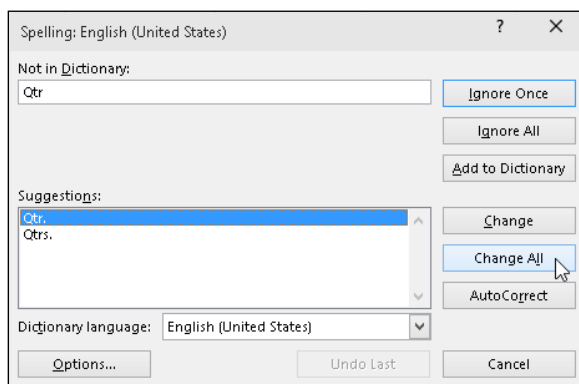 Spelling: English (United States)
? ×
Not in Dictionary:
Qtr
Ignore Once
Ignore All
Add to Dictionary
Suggestions:
Qtr.
Qtrs.
Change
Change All
AutoCorrect
Dictionary language: English (United States)
Options...
Undo Last
Cancel